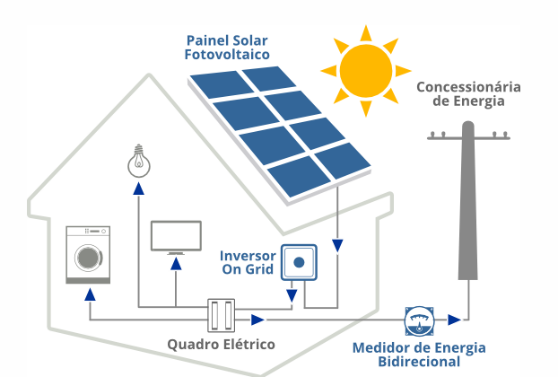 Painel Solar
Fotovoltaico
Concessionária
de Energia
Inversor
On Grid
Quadro Elétrico
Medidor de Energia
Bidirecional